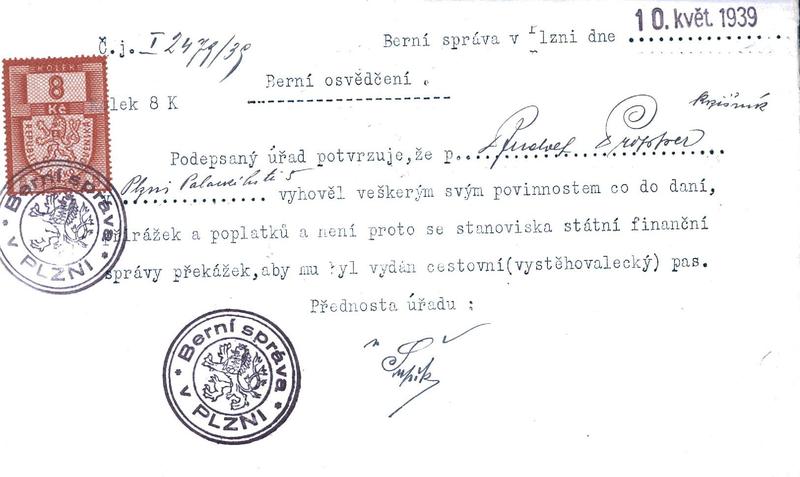 Č.j. I 2479/39 Berní správa v Plzni dne 10. květ. 1939
KOLEK
8
Kč
Berní osvědčení.
lek 8 K
Podepsaný úřad potvrzuje, že p. Rudolf
Plzni vyhověl veškerým svým povinnostem co do daní,
přirážek a poplatků a není proto se stanoviska státní finanční
správy překážek, aby mu byl vydán cestovní(vystěhovalecký) pas.
Přednosta úřadu :
Berní správa
v PLZNI
Berní správa
v PLZNI